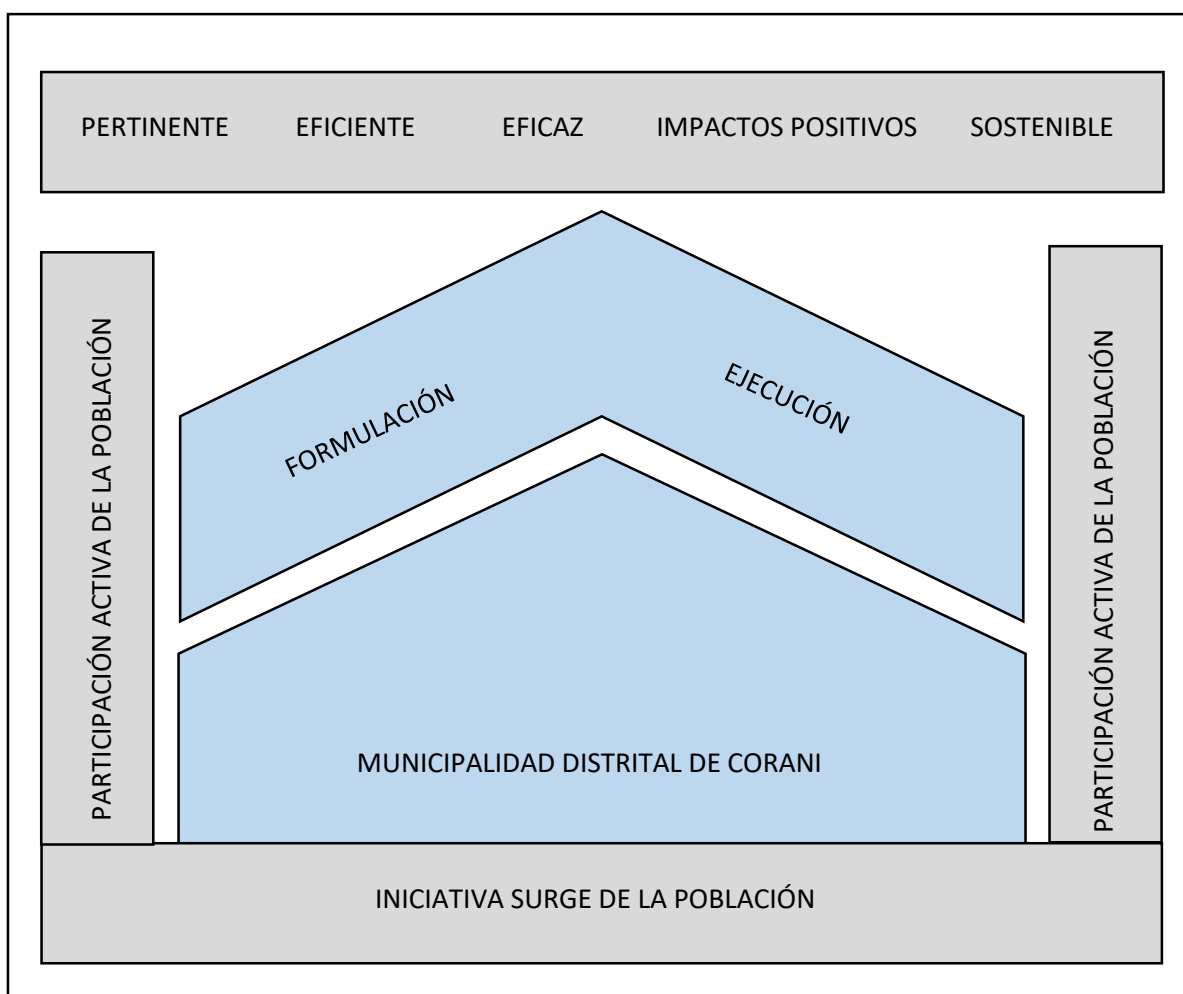 PERTINENTE EFICIENTE EFICAZ IMPACTOS POSITIVOS SOSTENIBLE
PARTICIPACIÓN ACTIVA DE LA POBLACIÓN
FORMULACIÓN
EJECUCIÓN
PARTICIPACIÓN ACTIVA DE LA POBLACIÓN
MUNICIPALIDAD DISTRITAL DE CORANI
INICIATIVA SURGE DE LA POBLACIÓN